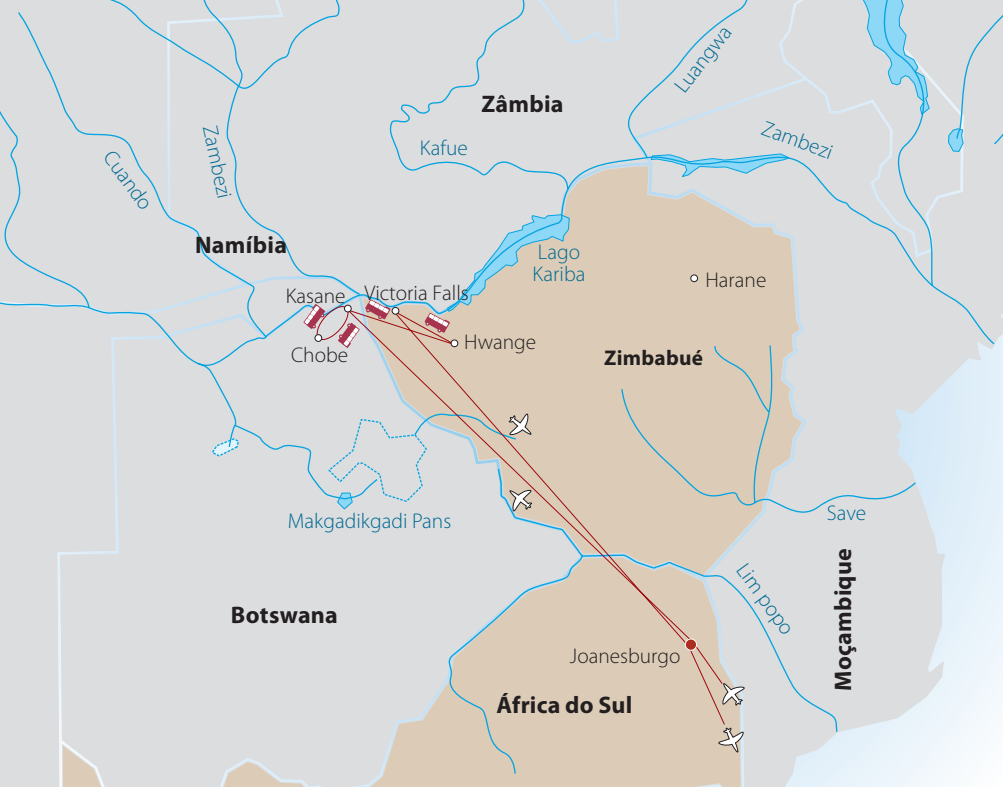 Luangwa
Zâmbia
Zambezi
Kafue
Zambezi
Cuando
Namíbia
Lago
Kariba
Harane
Kasane
Victoria Falls
Hwange
Chobe
Zimbabué
Makgadikgadi Pans
Save
Moçambique
Lim popo
Botswana
Joanesburgo
África do Sul